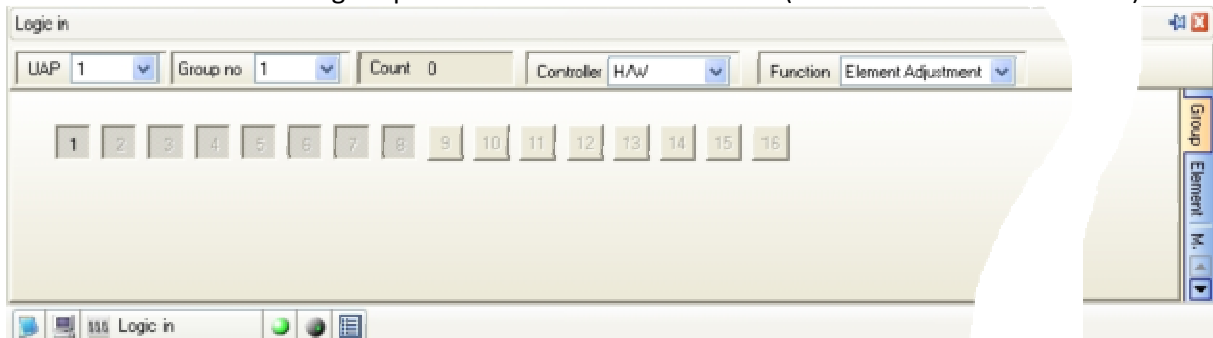 Logic in
UAP 1 Group no 1 Count 0 Controller H/W Function Element Adjustment
1 2 3 4 5 6 7 8 9 10 11 12 13 14 15 16
Group
Element
M.
Logic in